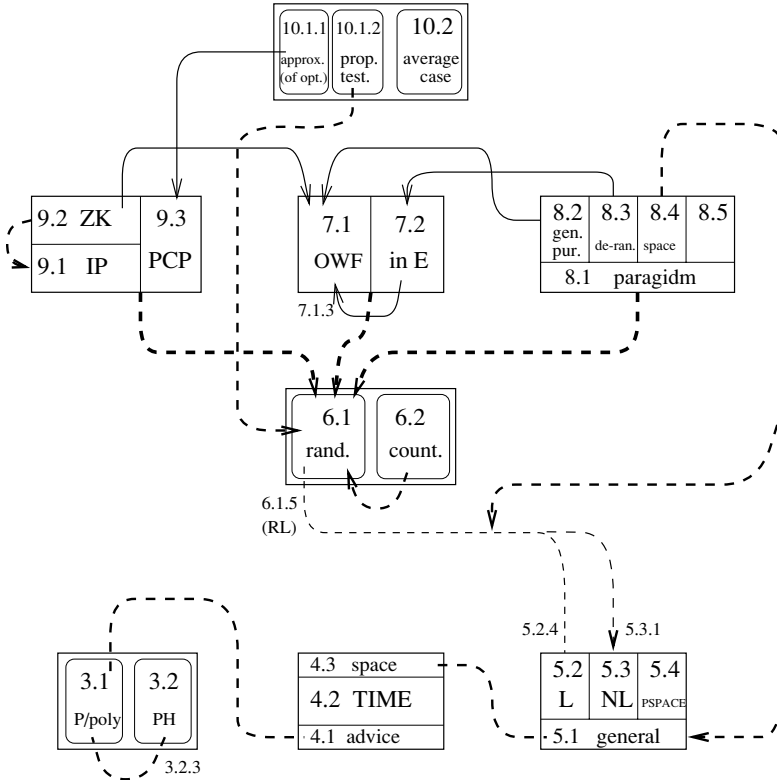 10.1.1
approx.
(of opt.)
10.1.2
prop.
test.
10.2
average
case
9.2 ZK
9.1 IP
9.3
PCP
7.1
OWF
7.2
in E
7.1.3
8.2
gen.
pur.
8.3
de-ran.
8.4
space
8.5
8.1 paragidm
6.1
rand.
6.2
count.
6.1.5
(RL)
5.2.4
5.3.1
3.1
P/poly
3.2
PH
3.2.3
4.3 space
4.2 TIME
4.1 advice
5.2
L
5.3
NL
5.4
PSPACE
5.1 general